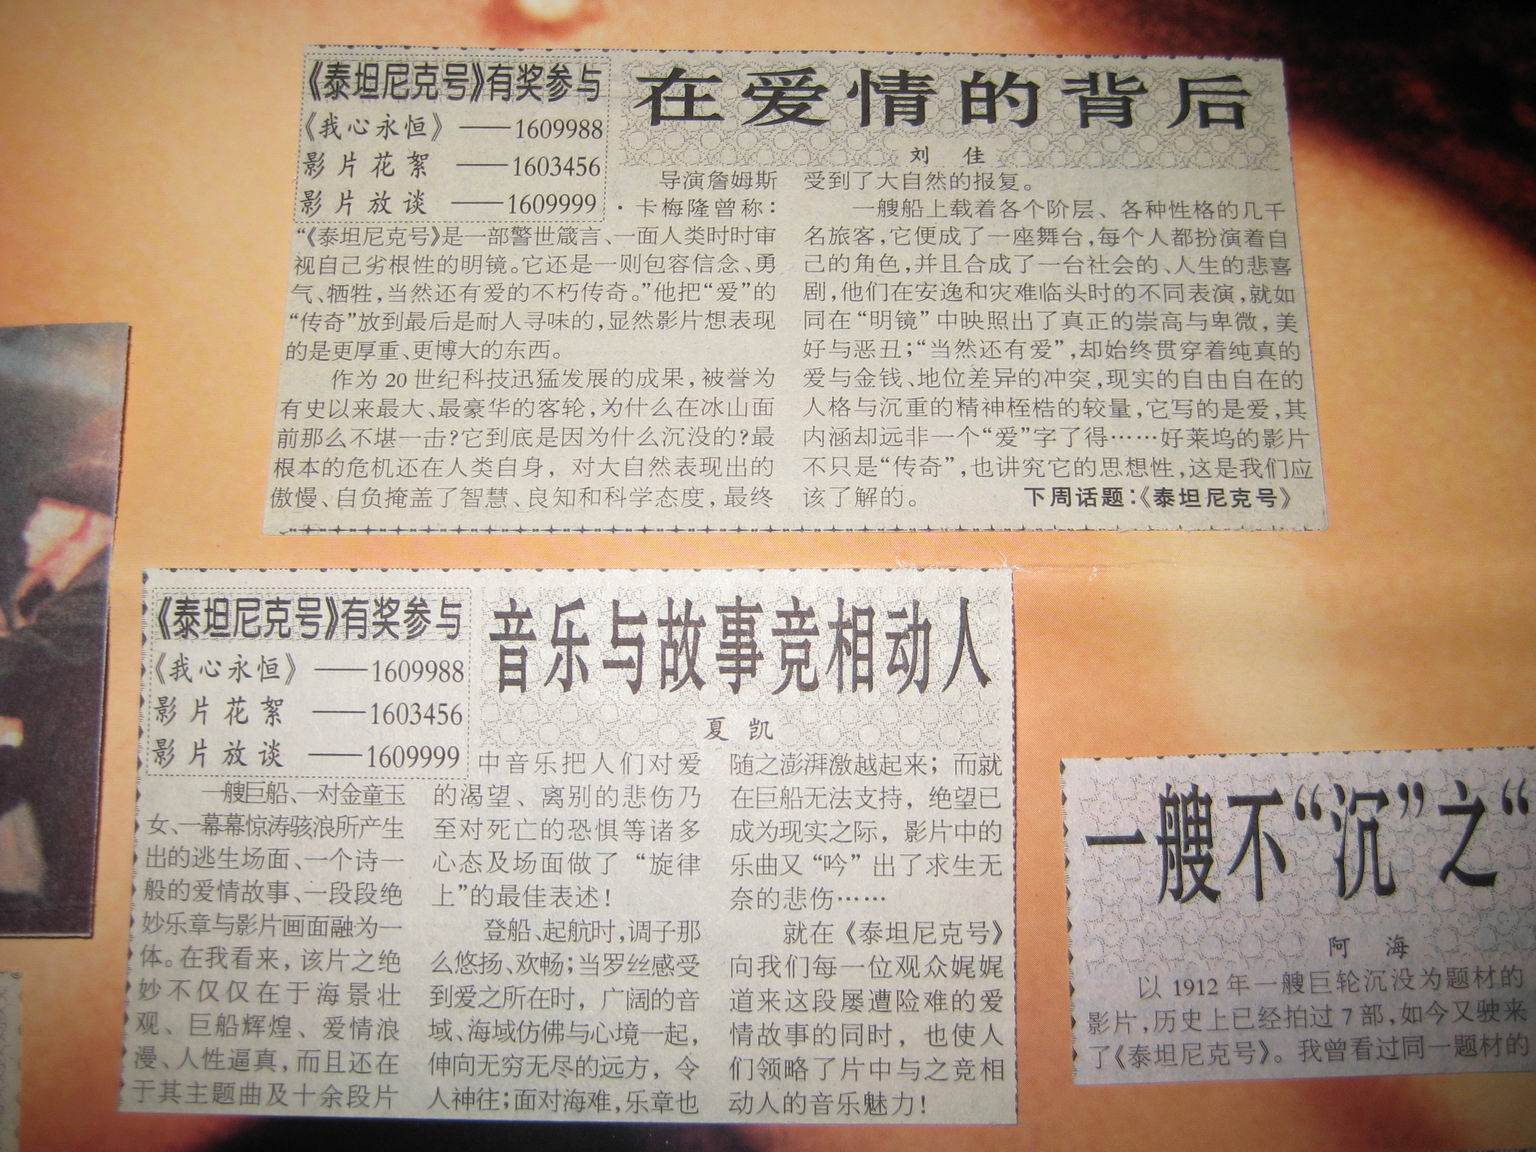 《泰坦尼克号》有奖参与
《我心永恒》 ——1609988
影片花絮 ——1603456
影片放谈 ——1609999
在爱情的背后
刘 佳
导演詹姆斯
·卡梅隆曾称：
“《泰坦尼克号》是一部警世箴言、一面人类时时审
视自己劣根性的明镜。它还是一则包容信念、勇
气、牺牲，当然还有爱的不朽传奇。”他把“爱”的
“传奇”放到最后是耐人寻味的，显然影片想表现
的是更厚重、更博大的东西。
作为 20 世纪科技迅猛发展的成果，被誉为
有史以来最大、最豪华的客轮，为什么在冰山面
前那么不堪一击？它到底是因为什么沉没的？最
根本的危机还在人类自身，对大自然表现出的
傲慢、自负掩盖了智慧、良知和科学态度，最终
受到了大自然的报复。
一艘船上载着各个阶层、各种性格的几千
名旅客，它便成了一座舞台，每个人都扮演着自
己的角色，并且合成了一台社会的、人生的悲喜
剧，他们在安逸和灾难临头时的不同表演，就如
同在“明镜”中映照出了真正的崇高与卑微，美
好与恶丑；“当然还有爱”，却始终贯穿着纯真的
爱与金钱、地位差异的冲突，现实的自由自在的
人格与沉重的精神桎梏的较量，它写的是爱，其
内涵却远非一个“爱”字了得……好莱坞的影片
不只是“传奇”，也讲究它的思想性，这是我们应
该了解的。
下周话题：《泰坦尼克号》
《泰坦尼克号》有奖参与
《我心永恒》 ——1609988
影片花絮 ——1603456
影片放谈 ——1609999
音乐与故事竞相动人
夏 凯
一艘巨船、一对金童玉
女、一幕幕惊涛骇浪所产生
出的逃生场面、一个诗一
般的爱情故事、一段段绝
妙乐章与影片画面融为一
体。在我看来，该片之绝
妙不仅仅在于海景壮
观、巨船辉煌、爱情浪
漫、人性逼真，而且还在
于其主题曲及十余段片
中音乐把人们对爱
的渴望、离别的悲伤乃
至对死亡的恐惧等诸多
心态及场面做了“旋律
上”的最佳表述！
登船、起航时，调子那
么悠扬、欢畅；当罗丝感受
到爱之所在时，广阔的音
域、海域仿佛与心境一起，
伸向无穷无尽的远方，令
人神往；面对海难，乐章也
随之澎湃激越起来；而就
在巨船无法支持，绝望已
成为现实之际，影片中的
乐曲又“吟”出了求生无
奈的悲伤……
就在《泰坦尼克号》
向我们每一位观众娓娓
道来这段屡遭险难的爱
情故事的同时，也使人
们领略了片中与之竞相
动人的音乐魅力！
一艘不“沉”之“
阿 海
以 1912 年一艘巨轮沉没为题材的
影片，历史上已经拍过 7 部，如今又驶来
了《泰坦尼克号》。我曾看过同一题材的